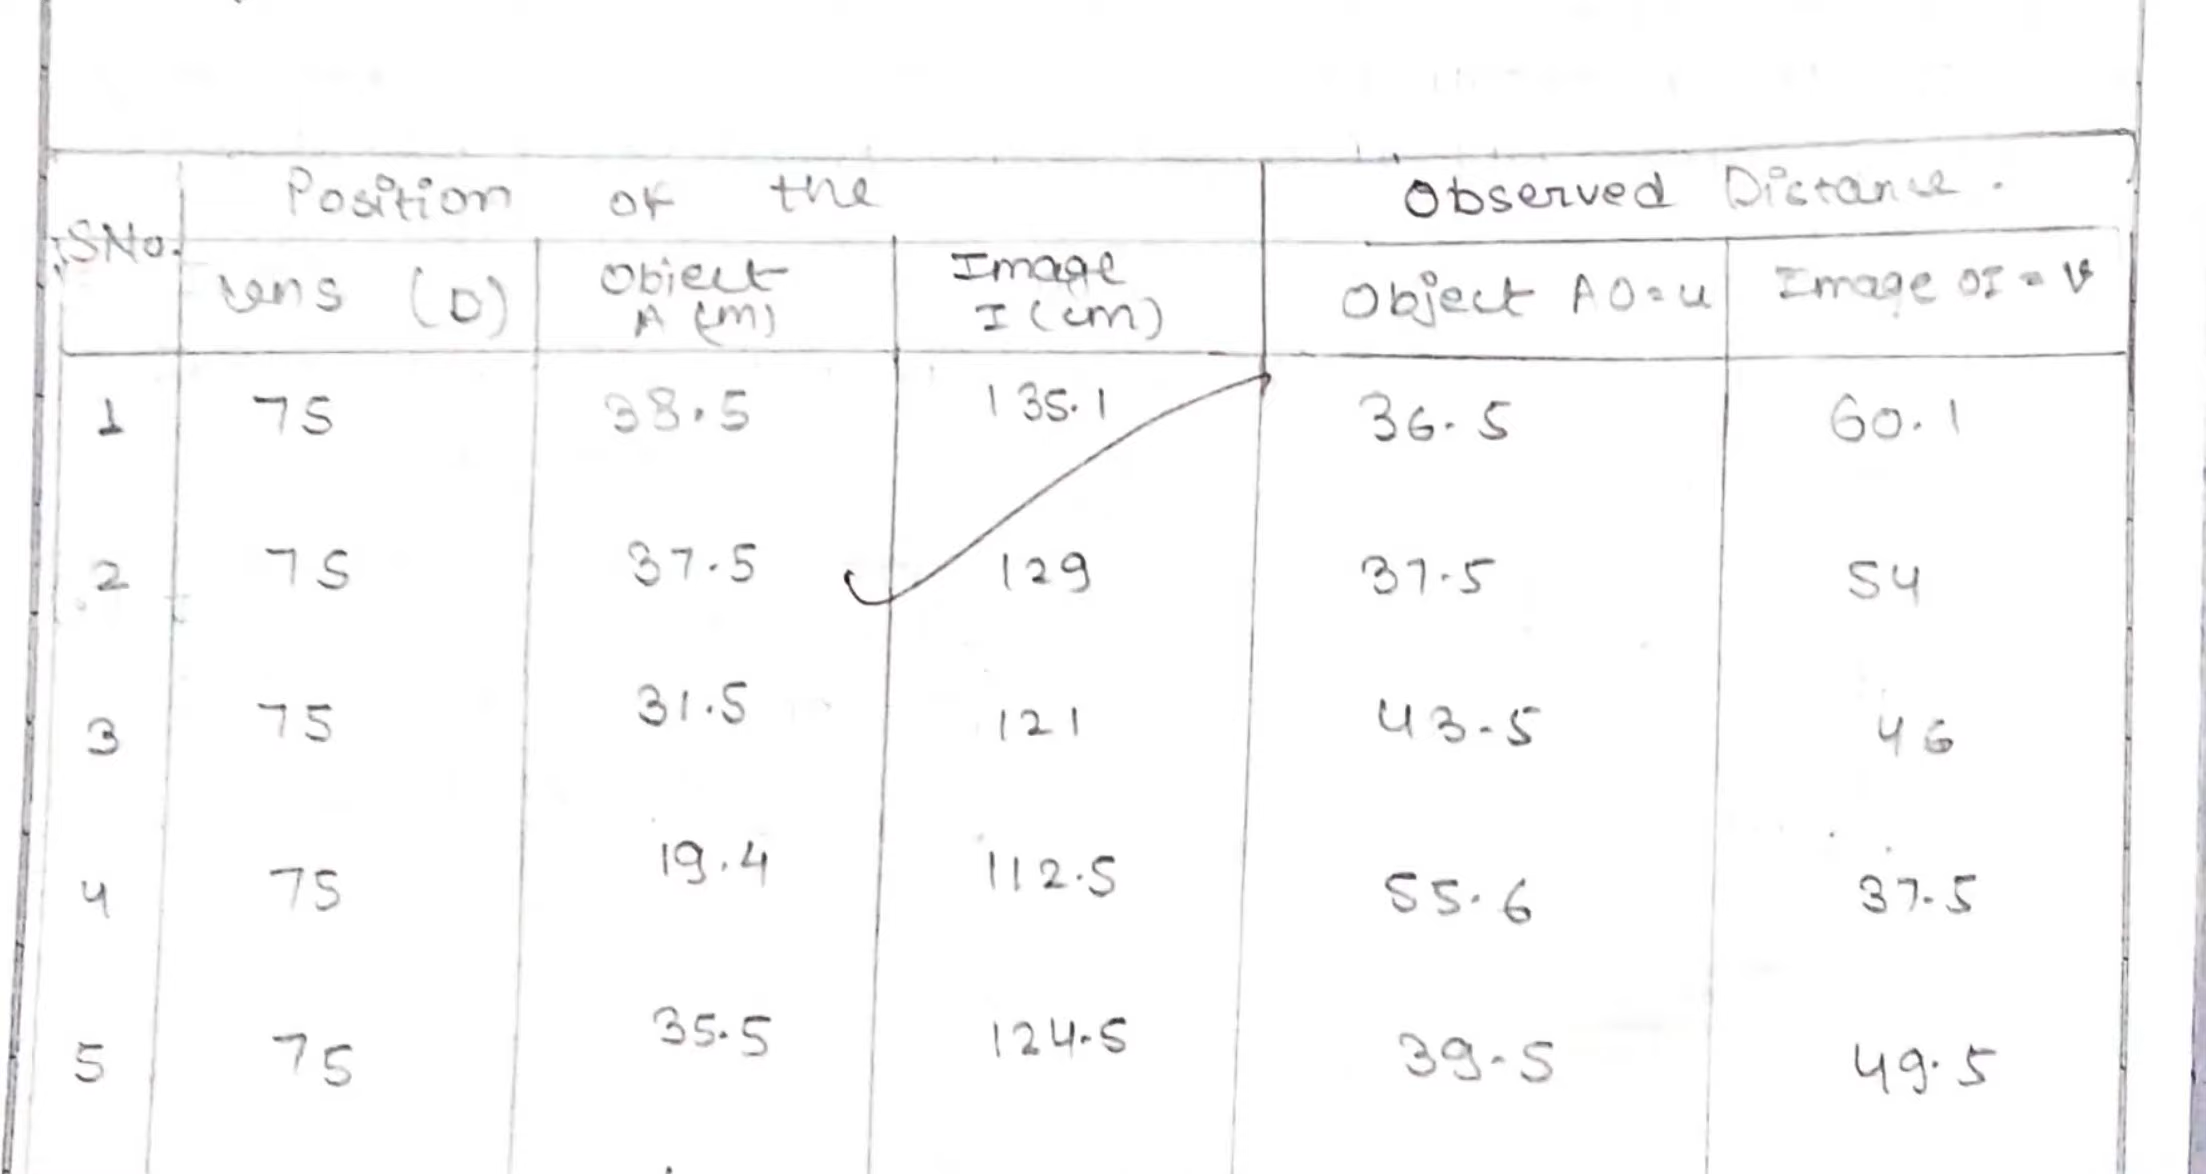 Position of the Observed Distance.
SNo. Lens (O) Object A (cm) Image I (cm) Object AO=u Image OI=v
1 75 38.5 135.1 36.5 60.1
2 75 37.5 129 37.5 54
3 75 31.5 121 43.5 46
4 75 19.4 112.5 55.6 37.5
5 75 35.5 124.5 39.5 49.5